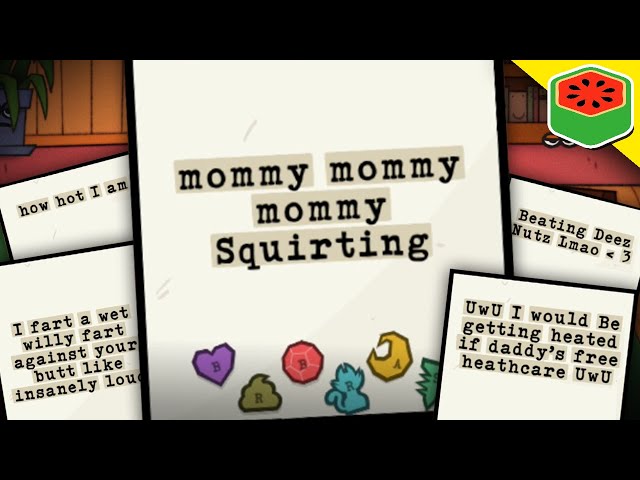 mommy mommy
mommy
Squirting
how hot I am
I fart a wet
willy fart
against your
butt like
insanely loud
Beating Deez
Nutz Lmao < 3
UwU I would Be
getting heated
if daddy's free
heathcare UwU
B
R
B
R
A